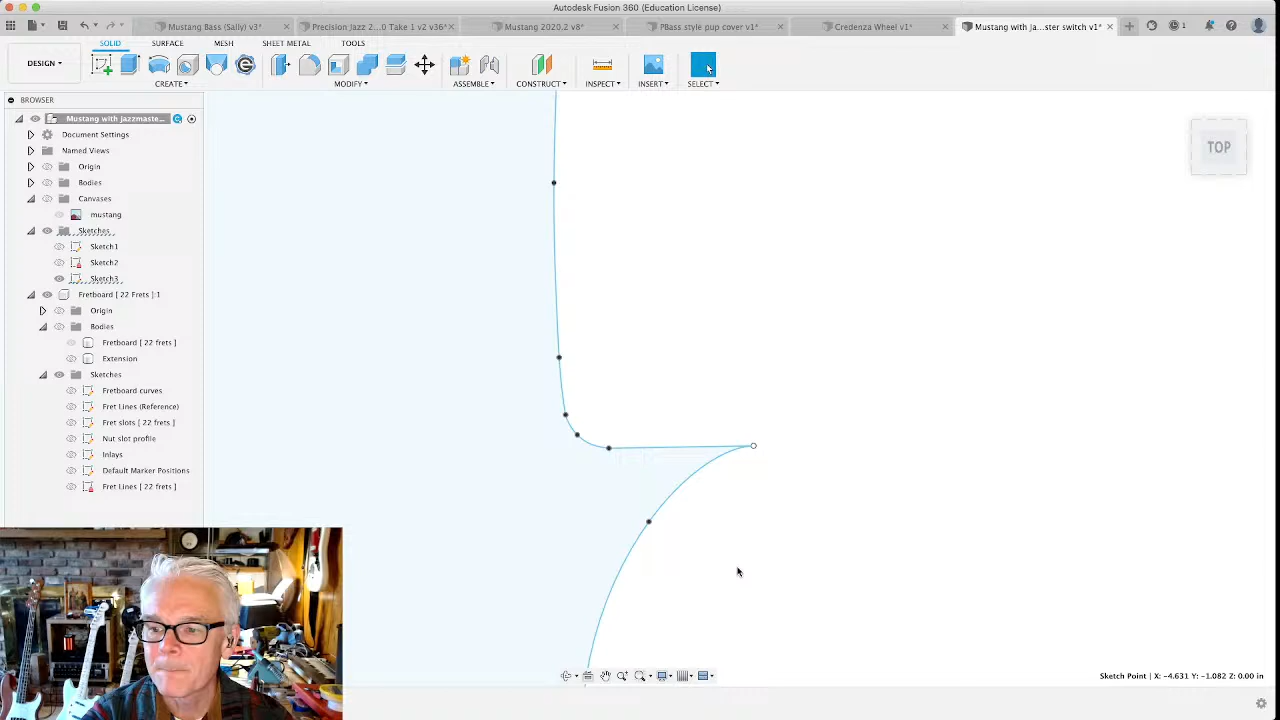 Autodesk Fusion 360 (Education License)
Mustang Bass (Sally) v3*
Precision Jazz 2...0 Take 1 v2 v36*
Mustang 2020.2 v8*
PBass style pup cover v1*
Credenza Wheel v1*
Mustang with Ja...ster switch v1*
1
SOLID
SURFACE
MESH
SHEET METAL
TOOLS
DESIGN
CREATE
MODIFY
ASSEMBLE
CONSTRUCT
INSPECT
INSERT
SELECT
BROWSER
Mustang with Jazzmaste...
Document Settings
Named Views
Origin
Bodies
Canvases
mustang
Sketches
Sketch1
Sketch2
Sketch3
Fretboard [ 22 Frets ]:1
Origin
Bodies
Fretboard [ 22 frets ]
Extension
Sketches
Fretboard curves
Fret Lines (Reference)
Fret slots [ 22 frets ]
Nut slot profile
Inlays
Default Marker Positions
Fret Lines [ 22 frets ]
TOP
Sketch Point | X: -4.631 Y: -1.082 Z: 0.00 in